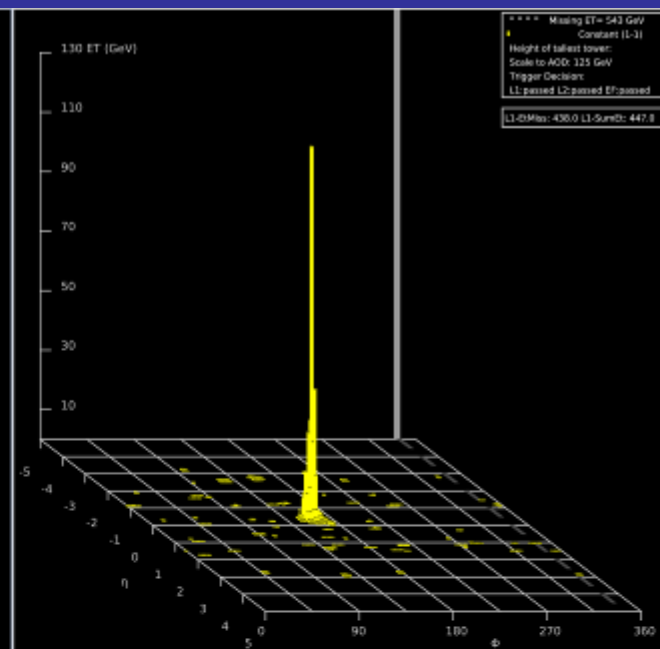 Missing ET= 543 GeV
Constant (1-1)
Height of tallest tower:
Scale to AOD: 125 GeV
Trigger Decision:
L1:passed L2:passed EF:passed
L1-EtMiss: 438.0 L1-SumEt: 447.0
130 ET (GeV)
110
90
70
50
30
10
-5
-4
-3
-2
-1
0
η
1
2
3
4
5
0
90
180
270
360
Φ